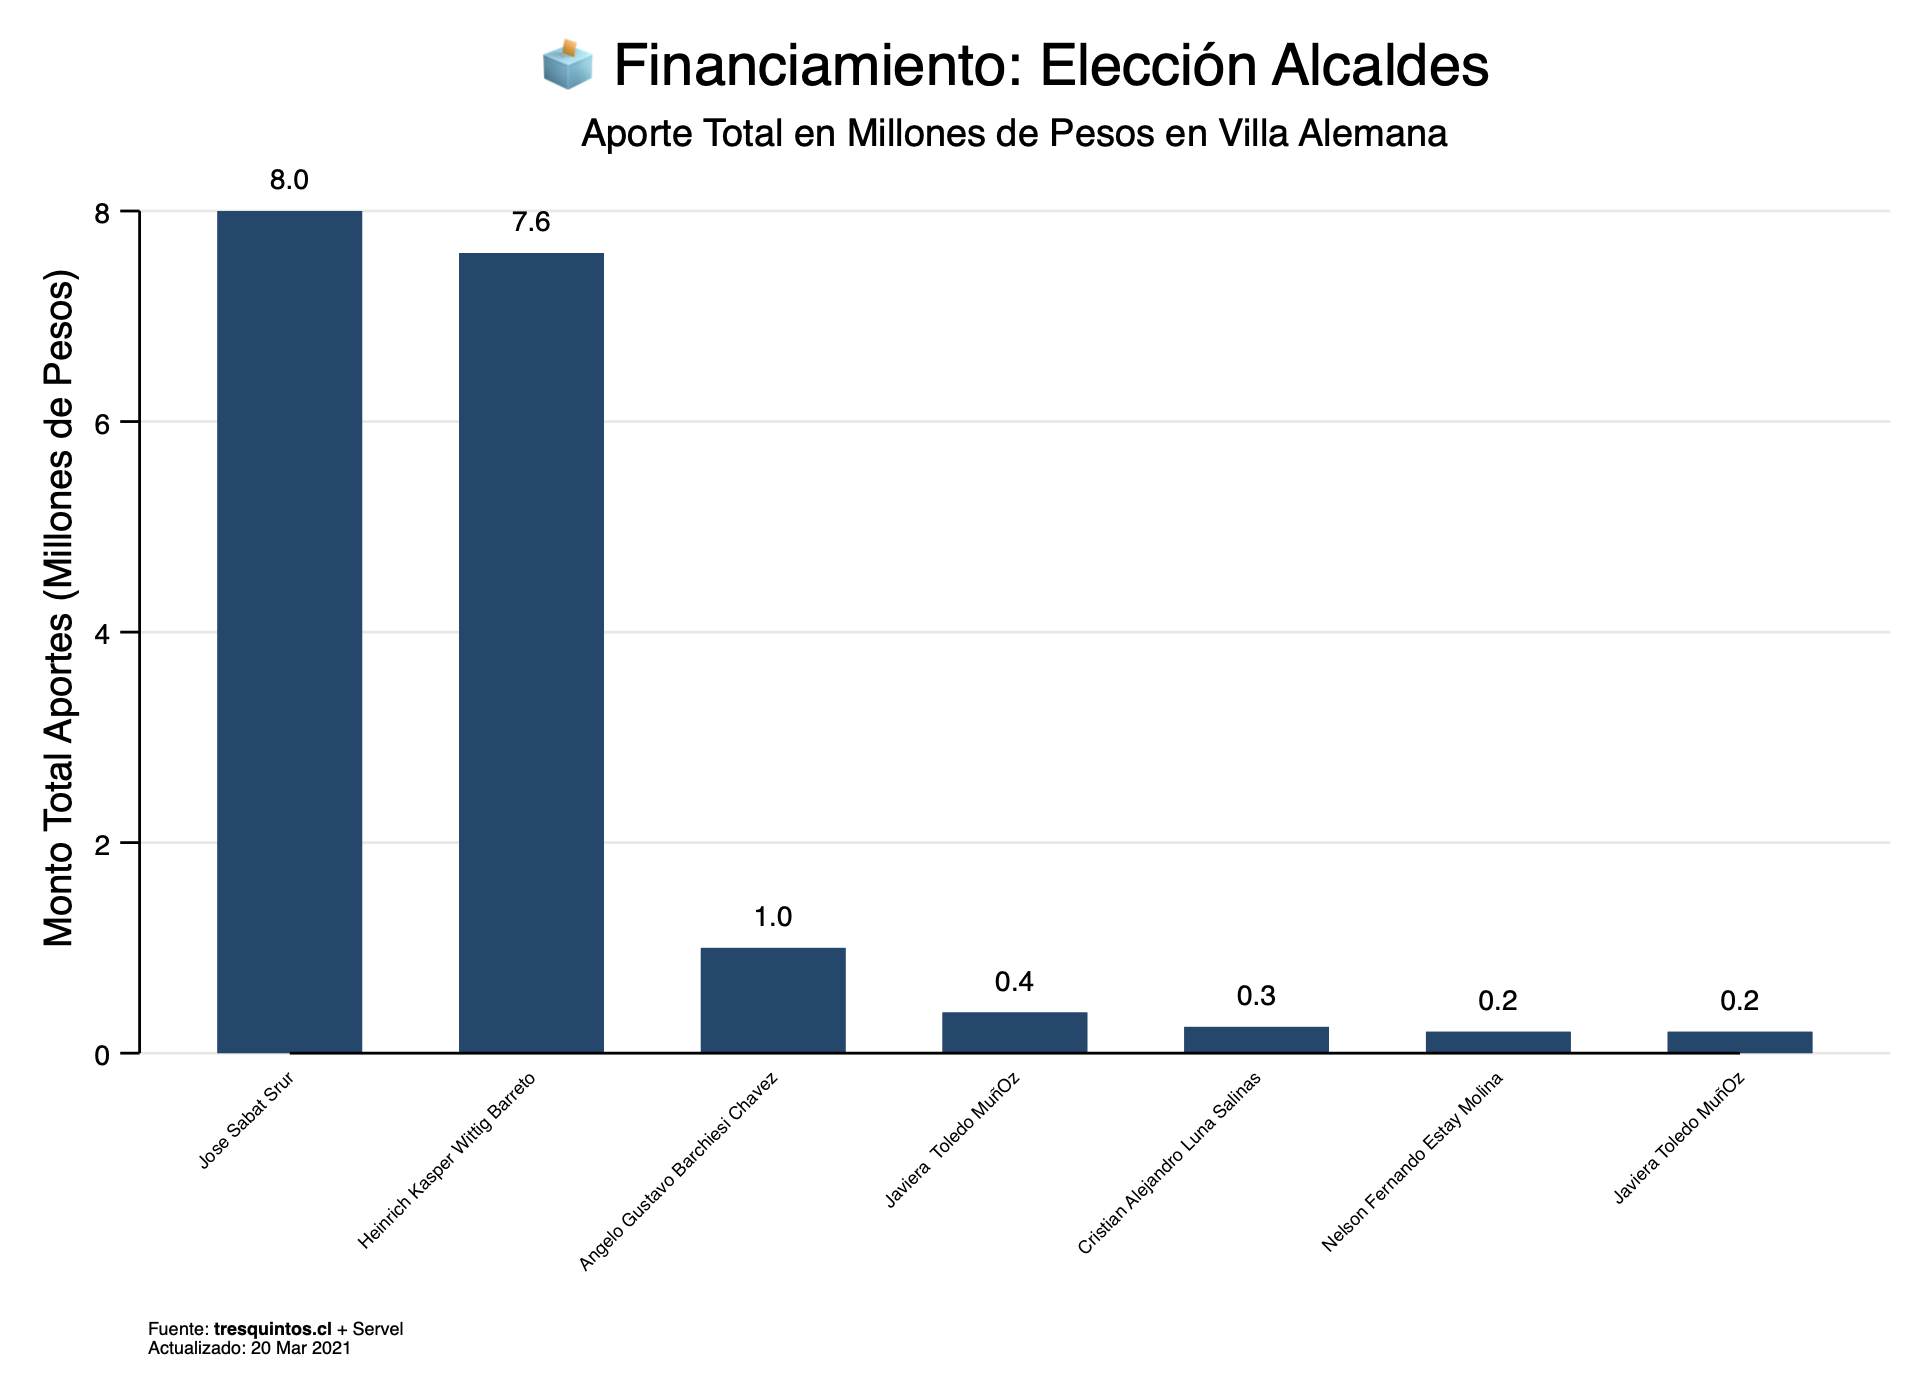 Financiamiento: Elección Alcaldes
Aporte Total en Millones de Pesos en Villa Alemana
Monto Total Aportes (Millones de Pesos)
8
6
4
2
0
8.0
7.6
1.0
0.4
0.3
0.2
0.2
Jose Sabat Srur
Heinrich Kasper Wittig Barreto
Angelo Gustavo Barchiesi Chavez
Javiera  Toledo MuñOz
Cristian Alejandro Luna Salinas
Nelson Fernando Estay Molina
Javiera Toledo MuñOz
Fuente: tresquintos.cl + Servel
Actualizado: 20 Mar 2021